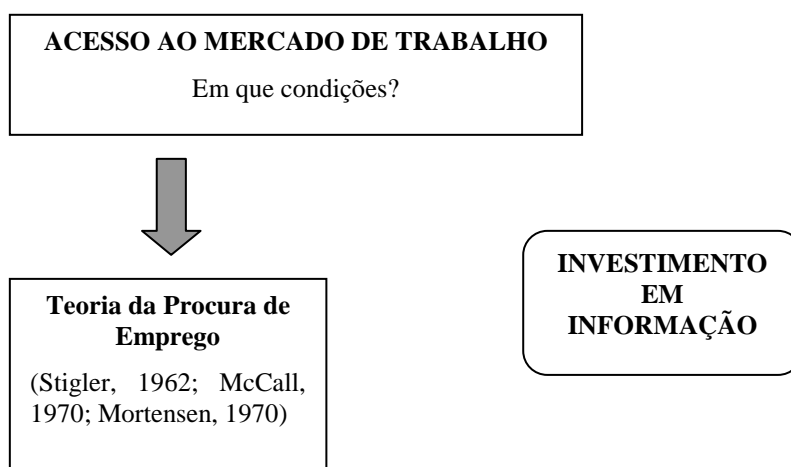 ACESSO AO MERCADO DE TRABALHO
Em que condições?
Teoria da Procura de
Emprego
(Stigler, 1962; McCall,
1970; Mortensen, 1970)
INVESTIMENTO
EM
INFORMAÇÃO